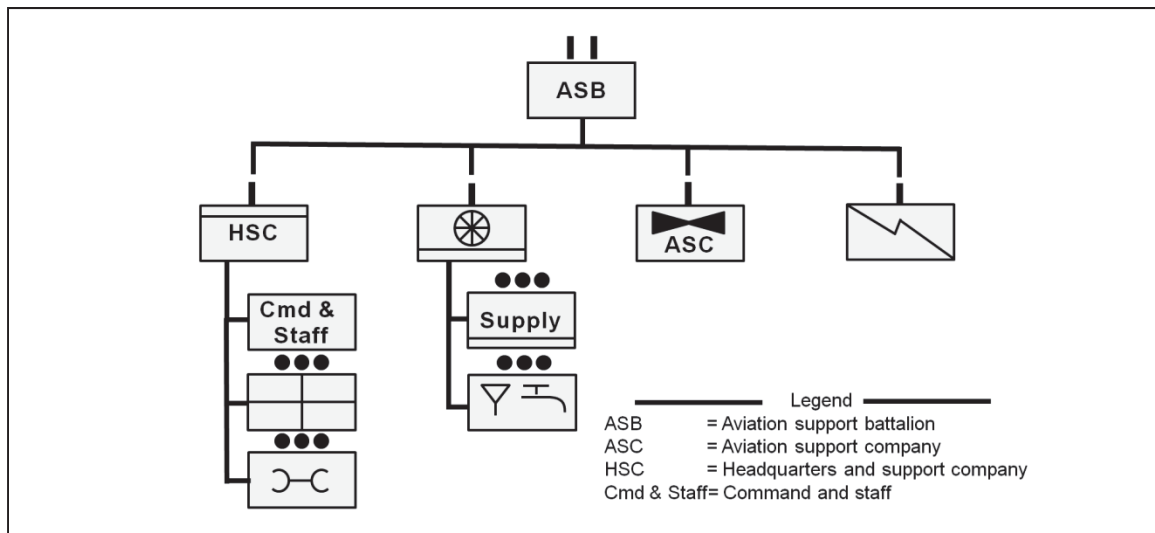 ASB
HSC
ASC
Cmd &
Staff
Supply
Legend
ASB = Aviation support battalion
ASC = Aviation support company
HSC = Headquarters and support company
Cmd & Staff= Command and staff